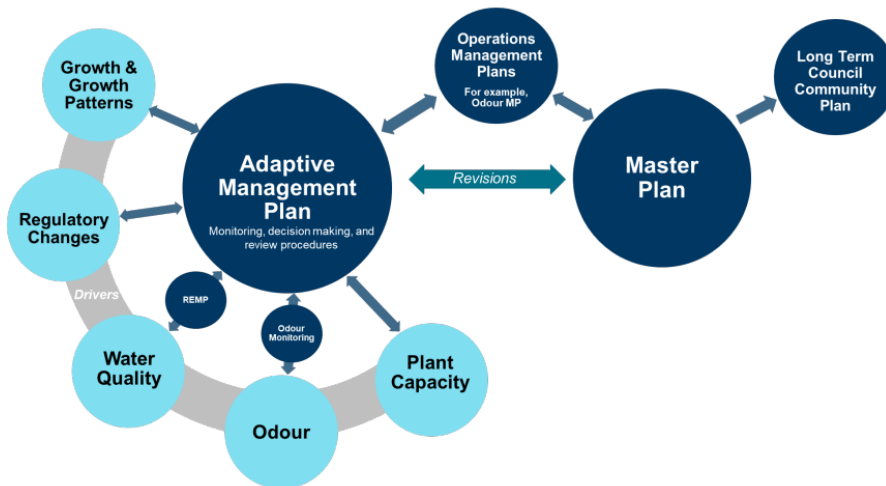 Growth &
Growth
Patterns
Regulatory
Changes
Drivers
Water
Quality
Odour
Plant
Capacity
REMP
Odour
Monitoring
Adaptive
Management
Plan
Monitoring, decision making, and
review procedures
Operations
Management
Plans
For example,
Odour MP
Revisions
Master
Plan
Long Term
Council
Community
Plan